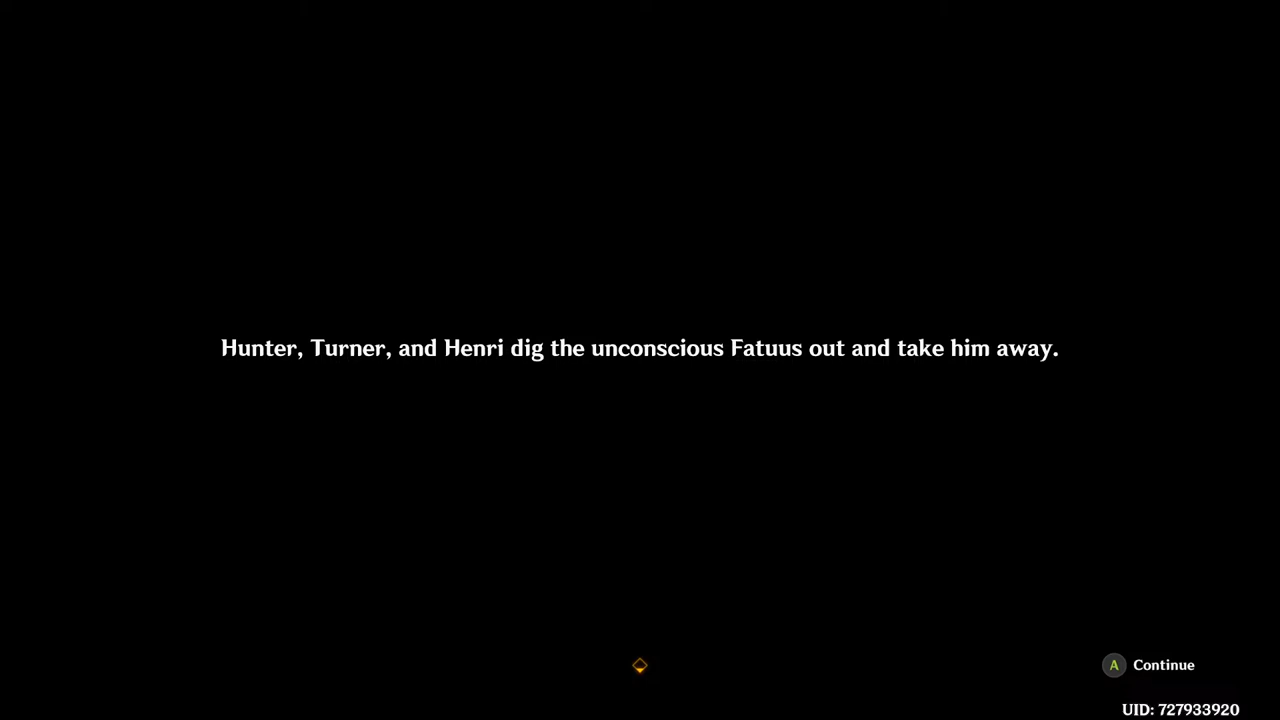 Hunter, Turner, and Henri dig the unconscious Fatuus out and take him away.
A Continue
UID: 727933920